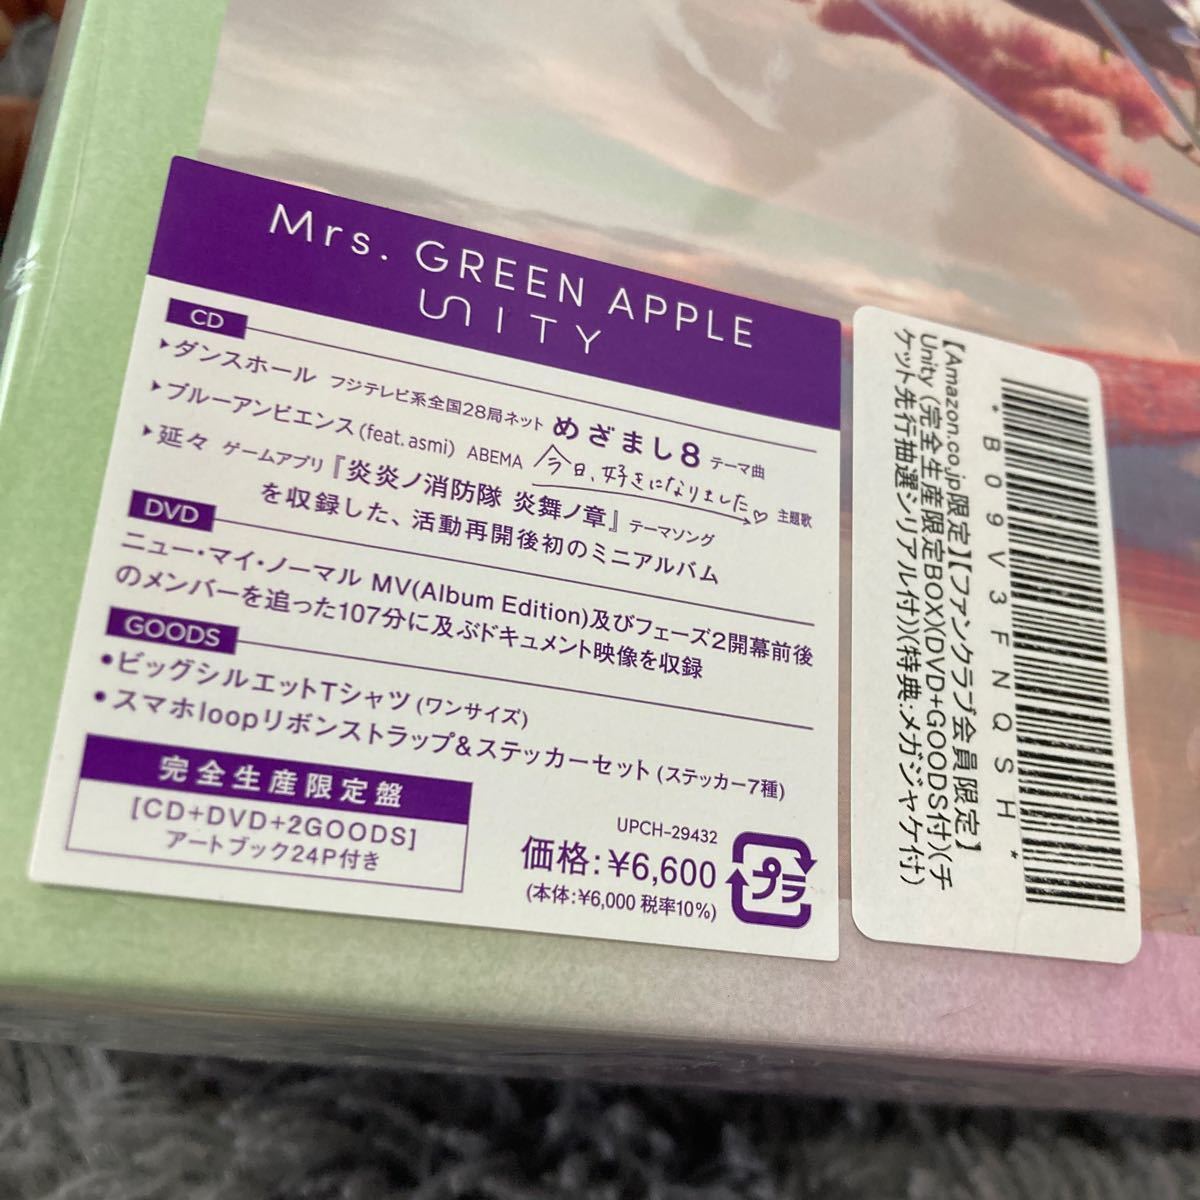 Mrs. GREEN APPLE
UNITY
CD
▶ダンスホール フジテレビ系全国28局ネット めざまし8 テーマ曲
▶ブルーアンビエンス(feat. asmi) ABEMA 今日、好きになりました♡ 主題歌
▶延々 ゲームアプリ『炎炎ノ消防隊 炎舞ノ章』テーマソング
を収録した、活動再開後初のミニアルバム
DVD
ニュー・マイ・ノーマル MV(Album Edition)及びフェーズ2開幕前後
のメンバーを追った107分に及ぶドキュメント映像を収録
GOODS
●ビッグシルエットTシャツ(ワンサイズ)
●スマホloopリボンストラップ&ステッカーセット(ステッカー7種)
完全生産限定盤
[CD+DVD+2GOODS]
アートブック24P付き
UPCH-29432
価格:¥6,600
(本体:¥6,000 税率10%)
プラ
*B09V3FNQSH*
【Amazon.co.jp限定】【ファンクラブ会員限定】
Unity (完全生産限定BOX)(DVD+GOODS付)(チ
ケット先行抽選シリアル付)(特典:メガジャケ付)